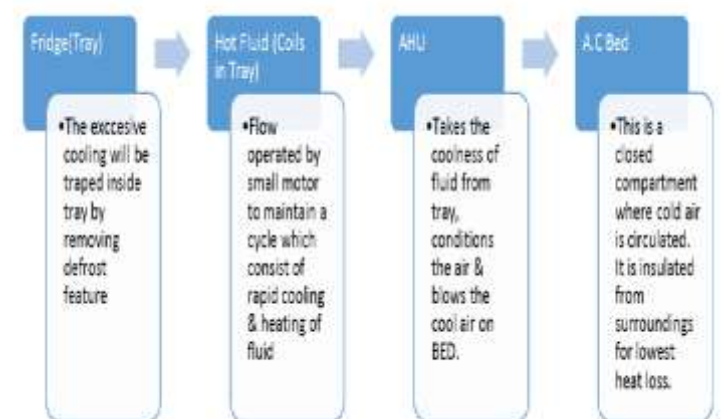 Fridge(Tray)
•The exccesive
cooling will be
traped inside
tray by
removing
defrost
feature
Hot Fluid (Coils
in Tray)
•Flow
operated by
small motor
to maintain a
cycle which
consist of
rapid cooling
& heating of
fluid
AHU
•Takes the
coolness of
fluid from
tray,
conditions
the air &
blows the
cool air on
BED.
A.C Bed
•This is a
closed
compartment
where cold air
is circulated.
It is insulated
from
surroundings
for lowest
heat loss.